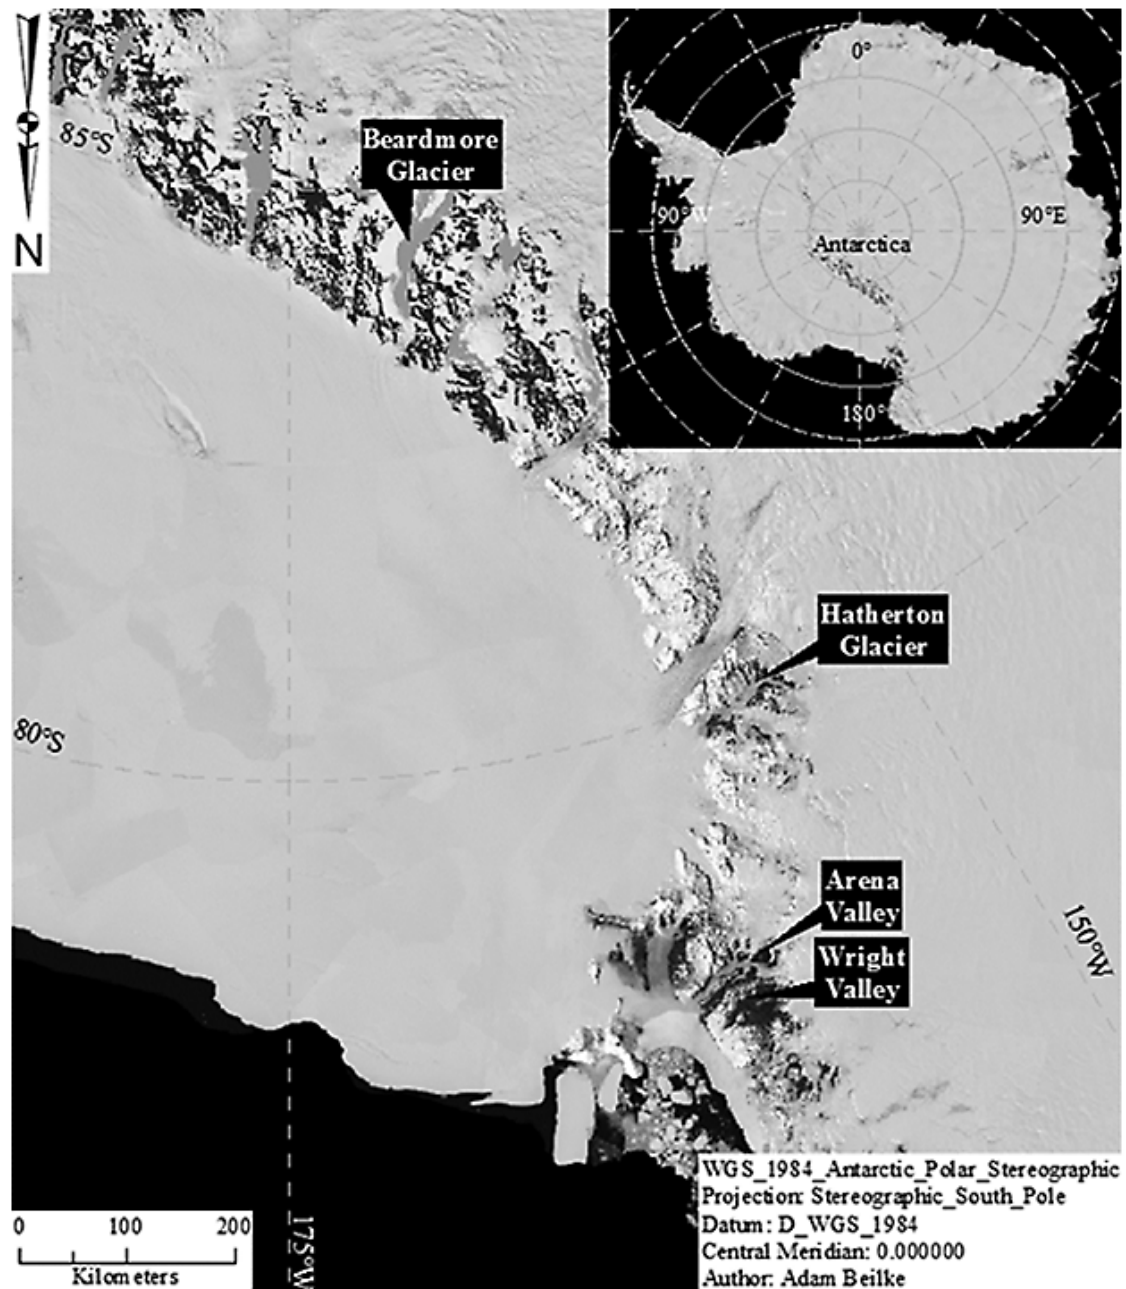 N
85°S
Beardmore
Glacier
0°
90°W
90°E
Antarctica
180°
Hatherton
Glacier
80°S
Arena
Valley
Wright
Valley
150°W
175°W
0 100 200
Kilometers
WGS_1984_Antarctic_Polar_Stereographic
Projection: Stereographic_South_Pole
Datum: D_WGS_1984
Central Meridian: 0.000000
Author: Adam Beilke